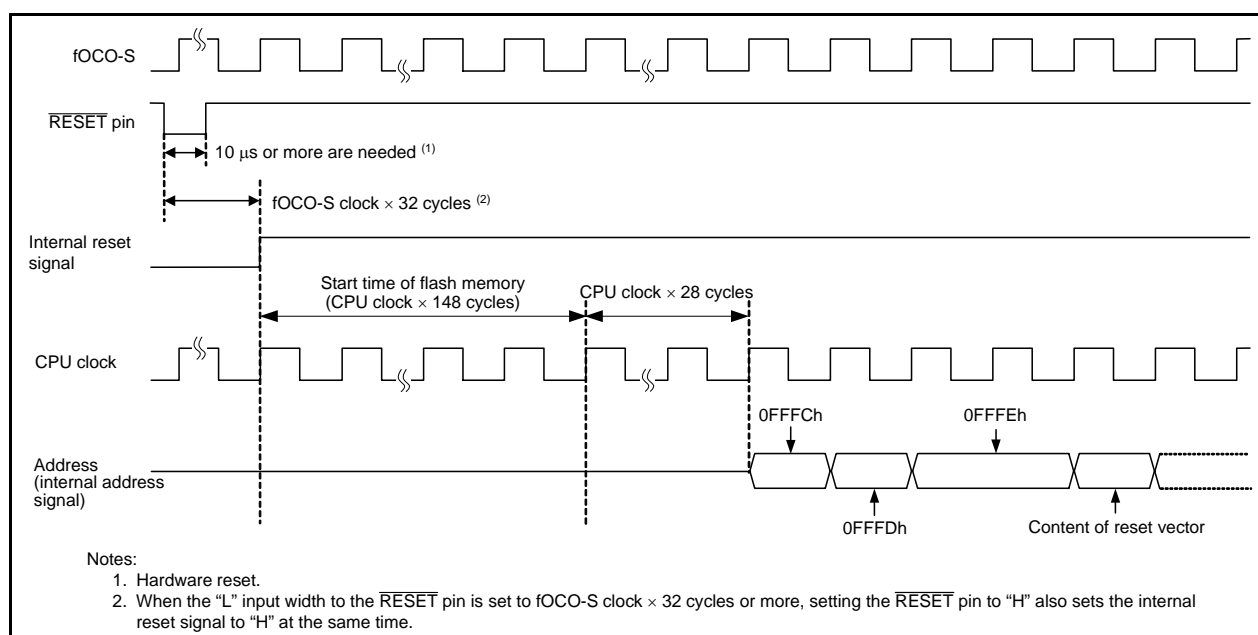 fOCO-S
RESET pin
10 µs or more are needed (1)
fOCO-S clock × 32 cycles (2)
Internal reset
signal
Start time of flash memory
(CPU clock × 148 cycles)
CPU clock × 28 cycles
CPU clock
0FFFCh
0FFFEh
Address
(internal address
signal)
0FFFDh
Content of reset vector
Notes:
1. Hardware reset.
2. When the “L” input width to the RESET pin is set to fOCO-S clock × 32 cycles or more, setting the RESET pin to “H” also sets the internal
reset signal to “H” at the same time.